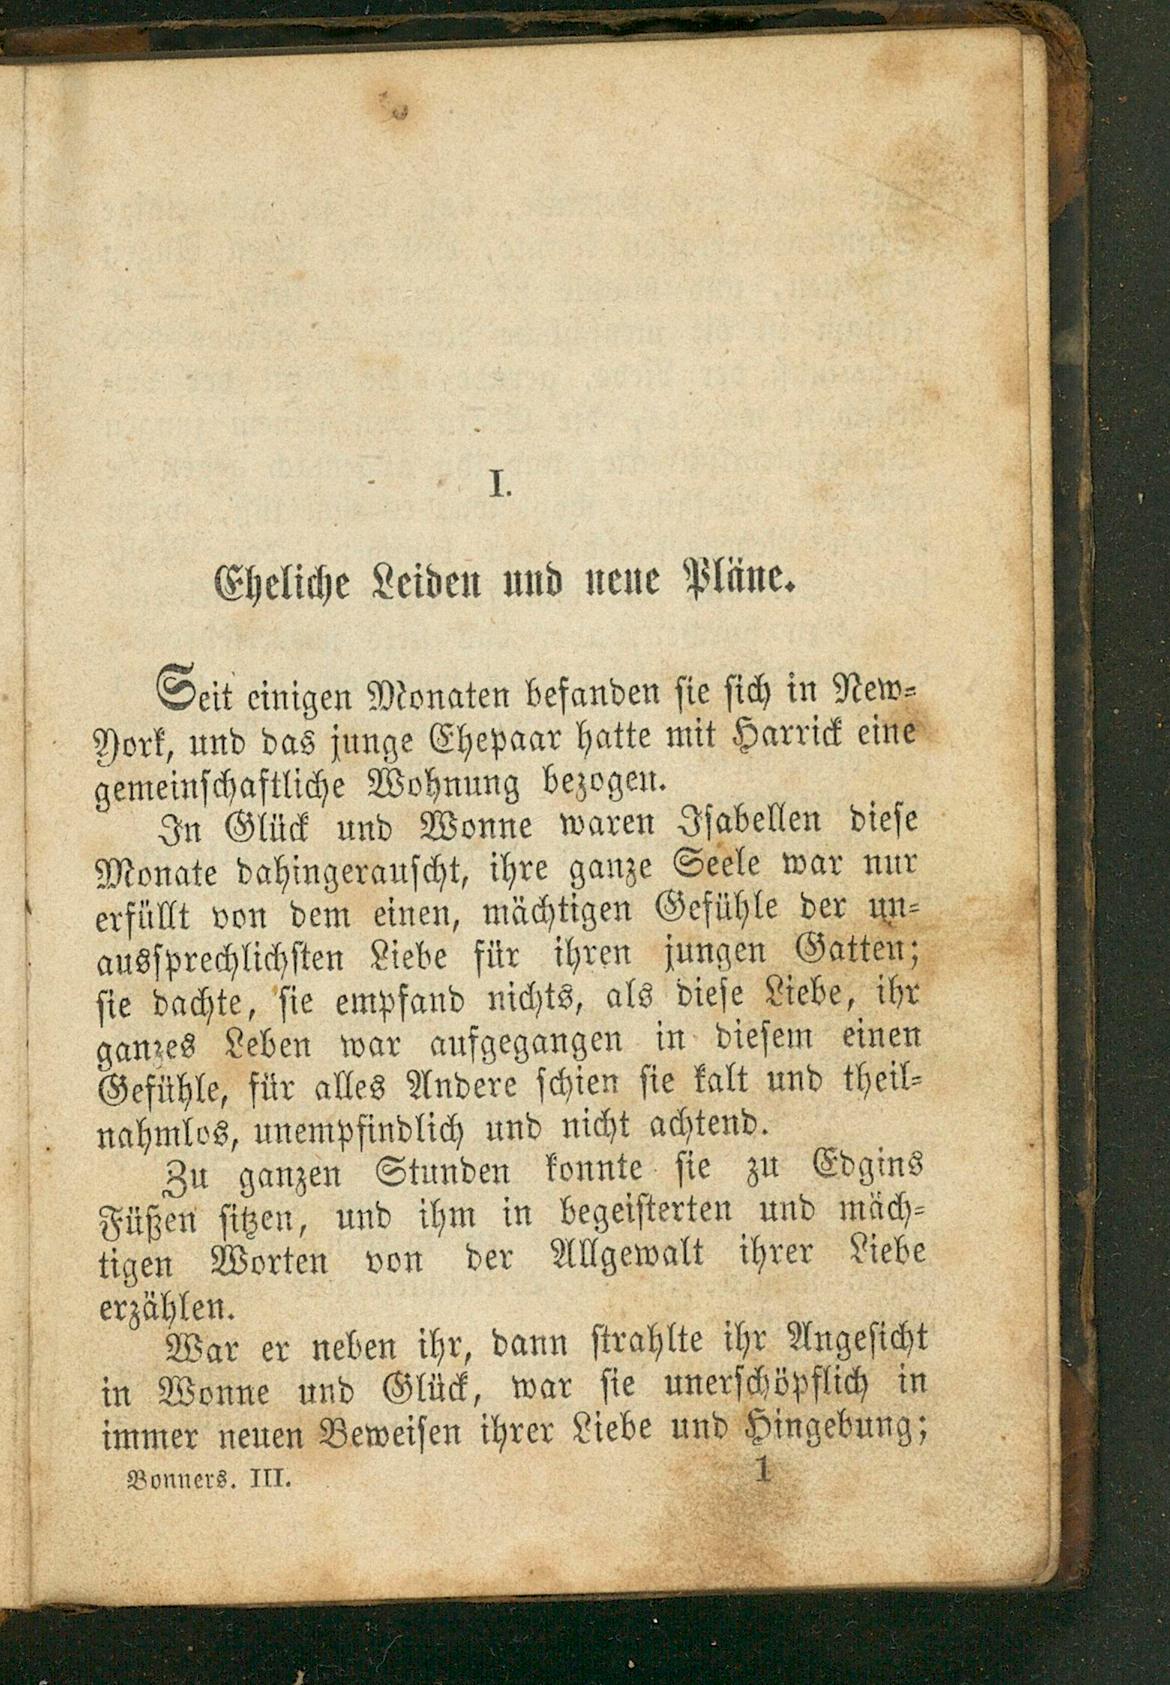 I.
Eheliche Leiden und neue Pläne.
Seit einigen Monaten befanden sie sich in New-
York, und das junge Ehepaar hatte mit Harrick eine
gemeinschaftliche Wohnung bezogen.
In Glück und Wonne waren Isabellen diese
Monate dahingerauscht, ihre ganze Seele war nur
erfüllt von dem einen, mächtigen Gefühle der un-
aussprechlichsten Liebe für ihren jungen Gatten;
sie dachte, sie empfand nichts, als diese Liebe, ihr
ganzes Leben war aufgegangen in diesem einen
Gefühle, für alles Andere schien sie kalt und theil-
nahmlos, unempfindlich und nicht achtend.
Zu ganzen Stunden konnte sie zu Edgins
Füßen sitzen, und ihm in begeisterten und mäch-
tigen Worten von der Allgewalt ihrer Liebe
erzählen.
War er neben ihr, dann strahlte ihr Angesicht
in Wonne und Glück, war sie unerschöpflich in
immer neuen Beweisen ihrer Liebe und Hingebung;
Bonners. III. 1